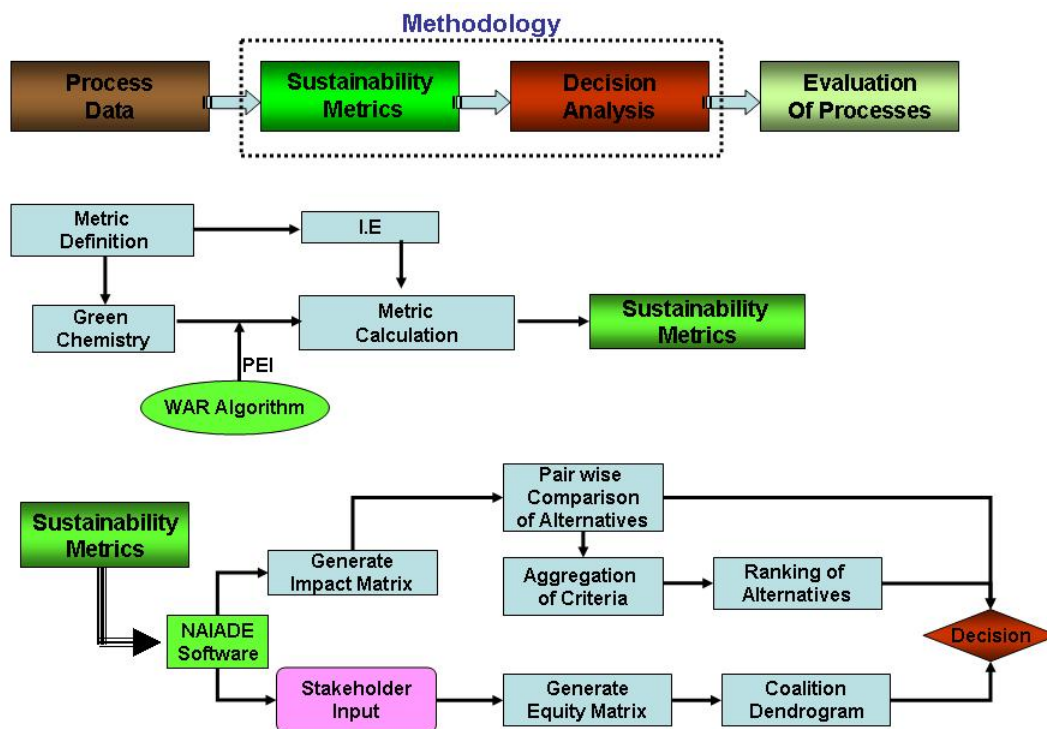 Methodology
Process
Data
Sustainability
Metrics
Decision
Analysis
Evaluation
Of Processes
Metric
Definition
I.E
Green
Chemistry
Metric
Calculation
Sustainability
Metrics
PEI
WAR Algorithm
Sustainability
Metrics
Pair wise
Comparison
of Alternatives
Generate
Impact Matrix
Aggregation
of Criteria
Ranking of
Alternatives
NAIADE
Software
Decision
Stakeholder
Input
Generate
Equity Matrix
Coalition
Dendrogram